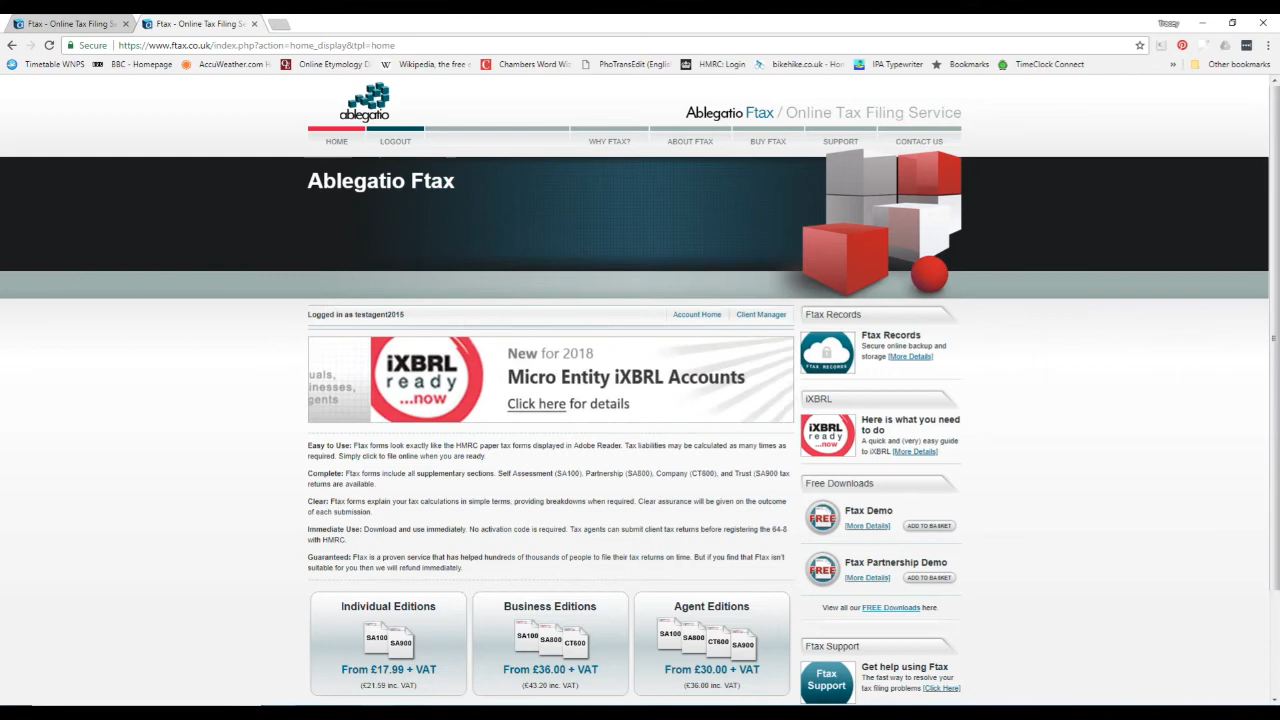 Ftax - Online Tax Filing Se
Ftax - Online Tax Filing Se
Tracey
Secure
https://www.ftax.co.uk/index.php?action=home_display&tpl=home
Timetable WNPS
BBC - Homepage
AccuWeather.com H
Online Etymology D
Wikipedia, the free e
Chambers Word Wi
PhoTransEdit (Englis
HMRC: Login
bikehike.co.uk - Hom
IPA Typewriter
Bookmarks
TimeClock Connect
»
Other bookmarks
ablegatio
Ablegatio Ftax / Online Tax Filing Service
HOME
LOGOUT
WHY FTAX?
ABOUT FTAX
BUY FTAX
SUPPORT
CONTACT US
Ablegatio Ftax
Logged in as testagent2015
Account Home
Client Manager
uals,
inesses,
gents
iXBRL
ready
...now
New for 2018
Micro Entity iXBRL Accounts
Click here for details
Easy to Use: Ftax forms look exactly like the HMRC paper tax forms displayed in Adobe Reader. Tax liabilities may be calculated as many times as
required. Simply click to file online when you are ready.
Complete: Ftax forms include all supplementary sections. Self Assessment (SA100), Partnership (SA800), Company (CT600), and Trust (SA900 tax
returns are available.
Clear: Ftax forms explain your tax calculations in simple terms, providing breakdowns when required. Clear assurance will be given on the outcome
of each submission.
Immediate Use: Download and use immediately. No activation code is required. Tax agents can submit client tax returns before registering the 64-8
with HMRC.
Guaranteed: Ftax is a proven service that has helped hundreds of thousands of people to file their tax returns on time. But if you find that Ftax isn't
suitable for you then we will refund immediately.
Individual Editions
SA100
SA900
From £17.99 + VAT
(£21.59 inc. VAT)
Business Editions
SA100
SA800
CT600
From £36.00 + VAT
(£43.20 inc. VAT)
Agent Editions
SA100
SA800
CT600
SA900
From £30.00 + VAT
(£36.00 inc. VAT)
Ftax Records
FTAX RECORDS
Ftax Records
Secure online backup and
storage [More Details]
iXBRL
iXBRL
ready
...now
Here is what you need
to do
A quick and (very) easy guide
to iXBRL [More Details]
Free Downloads
FREE
Ftax Demo
[More Details]
ADD TO BASKET
FREE
Ftax Partnership Demo
[More Details]
ADD TO BASKET
View all our FREE Downloads here.
Ftax Support
Ftax
Support
Get help using Ftax
The fast way to resolve your
tax filing problems [Click Here]